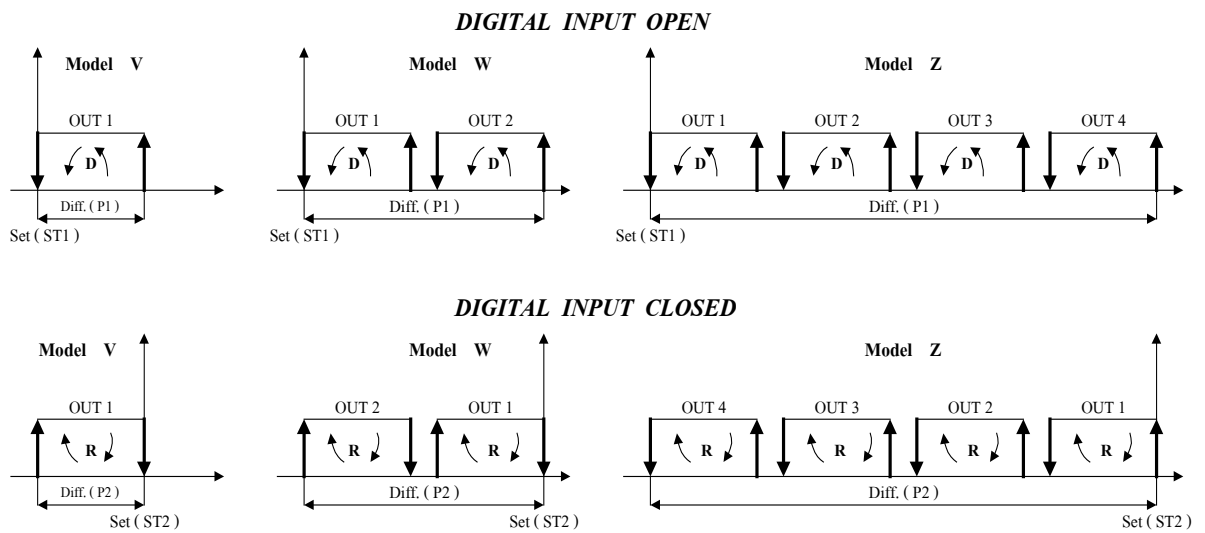 DIGITAL INPUT OPEN
Model V
Model W
Model Z
OUT 1
OUT 1
OUT 2
OUT 1
OUT 2
OUT 3
OUT 4
D
D
D
D
D
D
D
Diff. ( P1 )
Diff. ( P1 )
Diff. ( P1 )
Set ( ST1 )
Set ( ST1 )
Set ( ST1 )
DIGITAL INPUT CLOSED
Model V
Model W
Model Z
OUT 1
OUT 2
OUT 1
OUT 4
OUT 3
OUT 2
OUT 1
R
R
R
R
R
R
R
Diff. ( P2 )
Diff. ( P2 )
Diff. ( P2 )
Set ( ST2 )
Set ( ST2 )
Set ( ST2 )